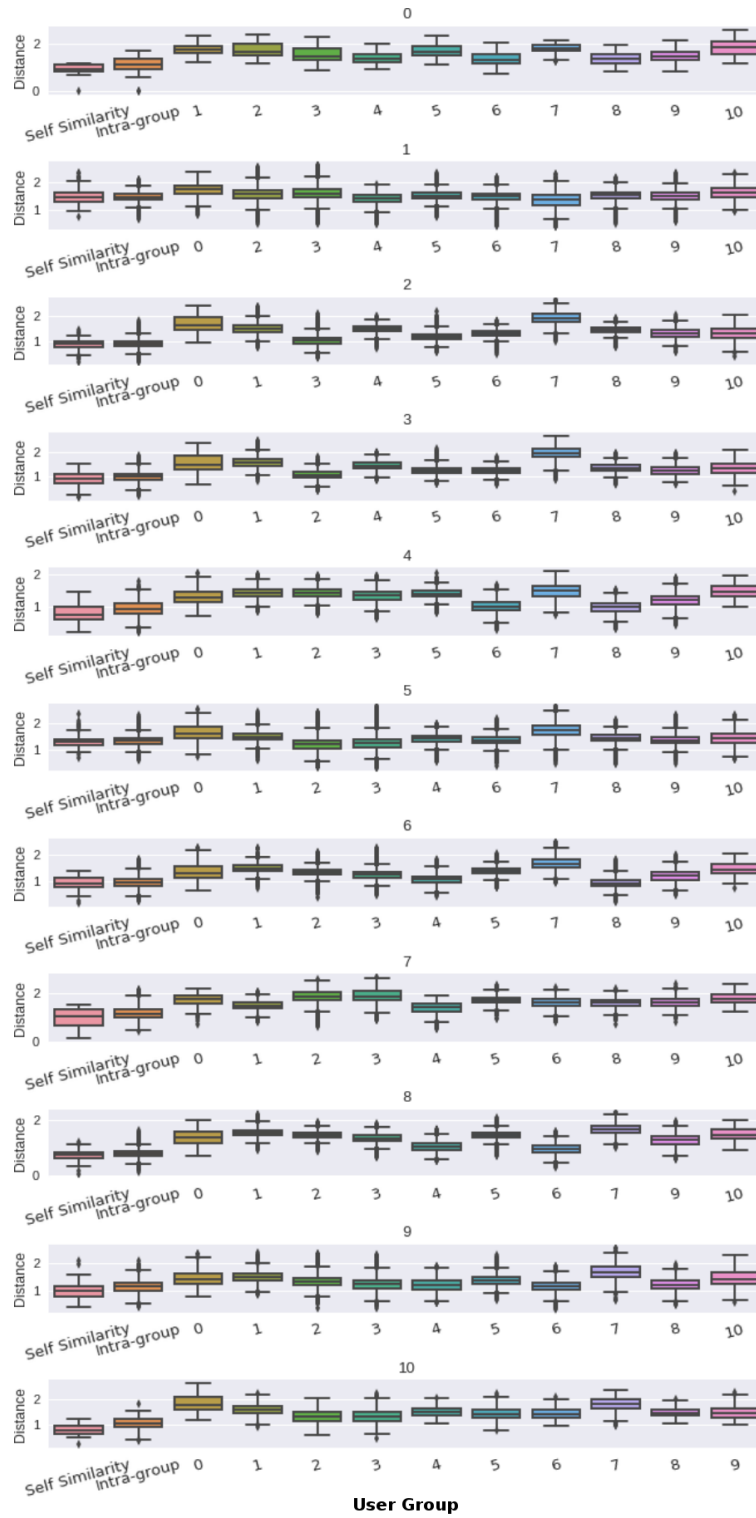 0
Distance
2
0
Self Similarity Intra-group 1 2 3 4 5 6 7 8 9 10
1
Distance
2
1
Self Similarity Intra-group 0 2 3 4 5 6 7 8 9 10
2
Distance
2
1
Self Similarity Intra-group 0 1 3 4 5 6 7 8 9 10
3
Distance
2
1
Self Similarity Intra-group 0 1 2 4 5 6 7 8 9 10
4
Distance
2
1
Self Similarity Intra-group 0 1 2 3 5 6 7 8 9 10
5
Distance
2
1
Self Similarity Intra-group 0 1 2 3 4 6 7 8 9 10
6
Distance
2
1
Self Similarity Intra-group 0 1 2 3 4 5 7 8 9 10
7
Distance
2
0
Self Similarity Intra-group 0 1 2 3 4 5 6 8 9 10
8
Distance
2
0
Self Similarity Intra-group 0 1 2 3 4 5 6 7 9 10
9
Distance
2
1
Self Similarity Intra-group 0 1 2 3 4 5 6 7 8 10
10
Distance
2
1
Self Similarity Intra-group 0 1 2 3 4 5 6 7 8 9
User Group